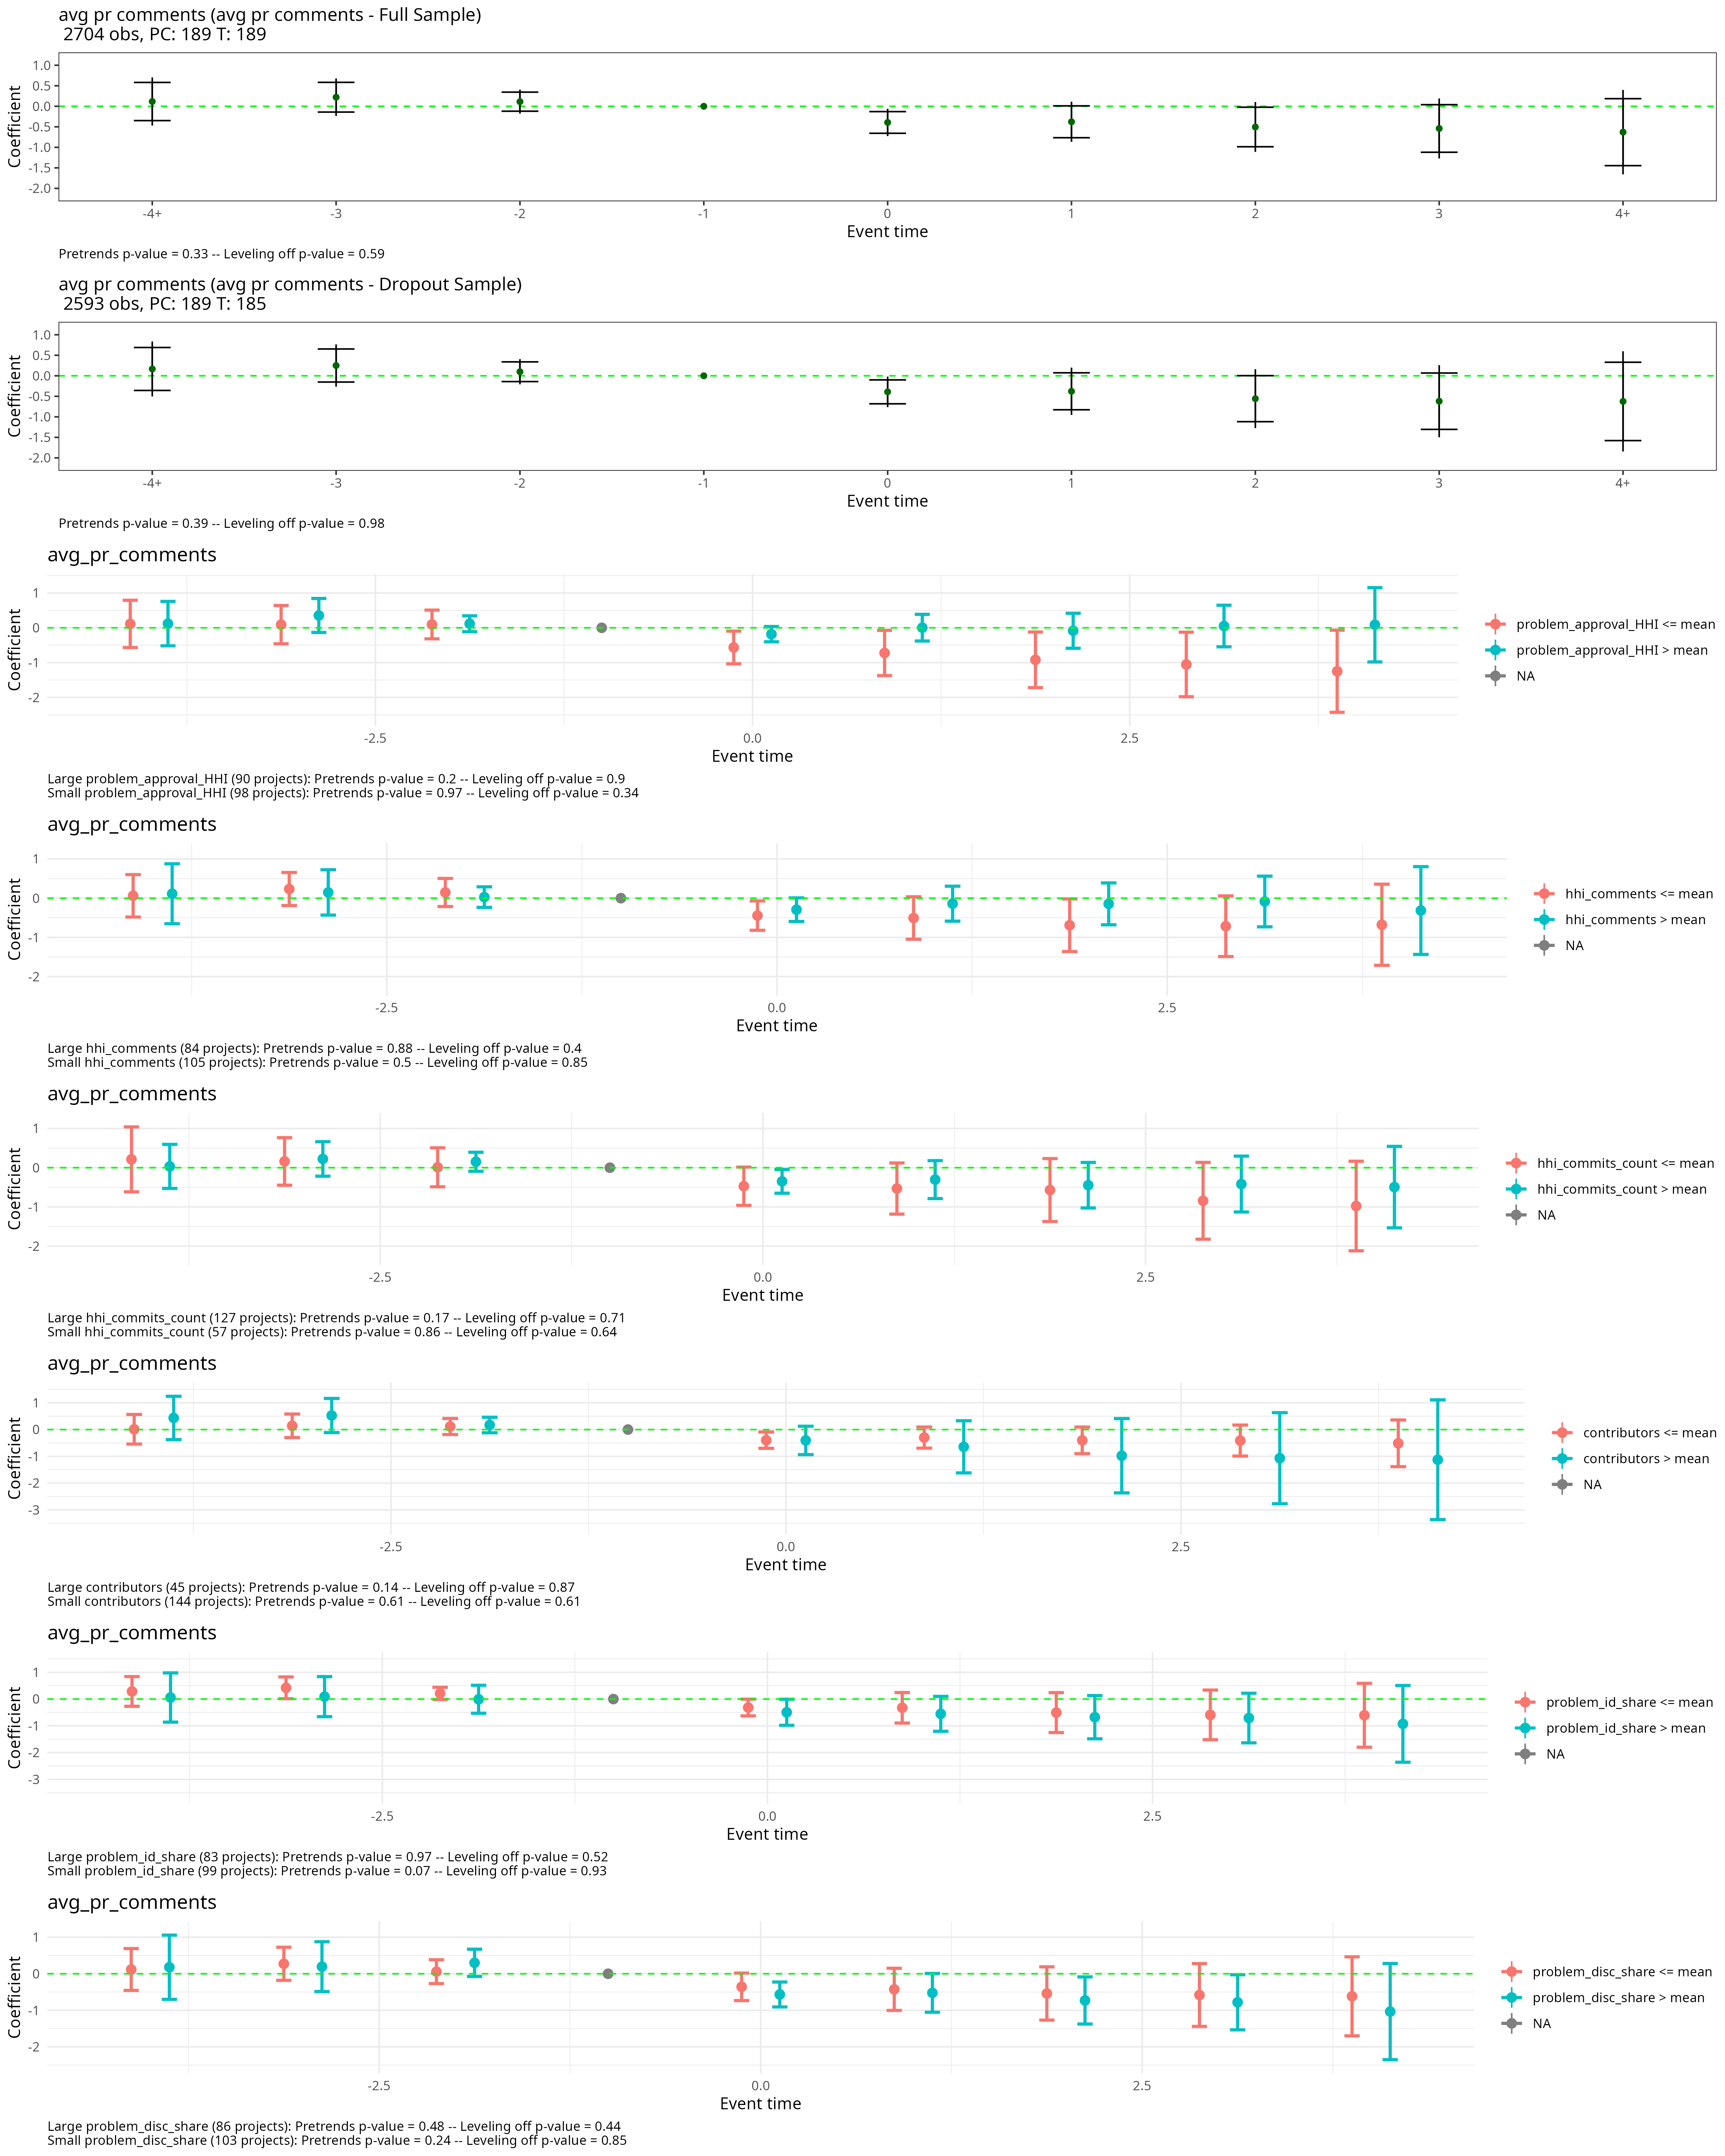 avg pr comments (avg pr comments - Full Sample)
2704 obs, PC: 189 T: 189
Coefficient
1.0
0.5
0.0
-0.5
-1.0
-1.5
-2.0
-4+ -3 -2 -1 0 1 2 3 4+
Event time
Pretrends p-value = 0.33 -- Leveling off p-value = 0.59
avg pr comments (avg pr comments - Dropout Sample)
2593 obs, PC: 189 T: 185
Coefficient
1.0
0.5
0.0
-0.5
-1.0
-1.5
-2.0
-4+ -3 -2 -1 0 1 2 3 4+
Event time
Pretrends p-value = 0.39 -- Leveling off p-value = 0.98
avg_pr_comments
Coefficient
1
0
-1
-2
-2.5 0.0 2.5
Event time
problem_approval_HHI <= mean
problem_approval_HHI > mean
NA
Large problem_approval_HHI (90 projects): Pretrends p-value = 0.2 -- Leveling off p-value = 0.9
Small problem_approval_HHI (98 projects): Pretrends p-value = 0.97 -- Leveling off p-value = 0.34
avg_pr_comments
Coefficient
1
0
-1
-2
-2.5 0.0 2.5
Event time
hhi_comments <= mean
hhi_comments > mean
NA
Large hhi_comments (84 projects): Pretrends p-value = 0.88 -- Leveling off p-value = 0.4
Small hhi_comments (105 projects): Pretrends p-value = 0.5 -- Leveling off p-value = 0.85
avg_pr_comments
Coefficient
1
0
-1
-2
-2.5 0.0 2.5
Event time
hhi_commits_count <= mean
hhi_commits_count > mean
NA
Large hhi_commits_count (127 projects): Pretrends p-value = 0.17 -- Leveling off p-value = 0.71
Small hhi_commits_count (57 projects): Pretrends p-value = 0.86 -- Leveling off p-value = 0.64
avg_pr_comments
Coefficient
1
0
-1
-2
-3
-2.5 0.0 2.5
Event time
contributors <= mean
contributors > mean
NA
Large contributors (45 projects): Pretrends p-value = 0.14 -- Leveling off p-value = 0.87
Small contributors (144 projects): Pretrends p-value = 0.61 -- Leveling off p-value = 0.61
avg_pr_comments
Coefficient
1
0
-1
-2
-3
-2.5 0.0 2.5
Event time
problem_id_share <= mean
problem_id_share > mean
NA
Large problem_id_share (83 projects): Pretrends p-value = 0.97 -- Leveling off p-value = 0.52
Small problem_id_share (99 projects): Pretrends p-value = 0.07 -- Leveling off p-value = 0.93
avg_pr_comments
Coefficient
1
0
-1
-2
-2.5 0.0 2.5
Event time
problem_disc_share <= mean
problem_disc_share > mean
NA
Large problem_disc_share (86 projects): Pretrends p-value = 0.48 -- Leveling off p-value = 0.44
Small problem_disc_share (103 projects): Pretrends p-value = 0.24 -- Leveling off p-value = 0.85